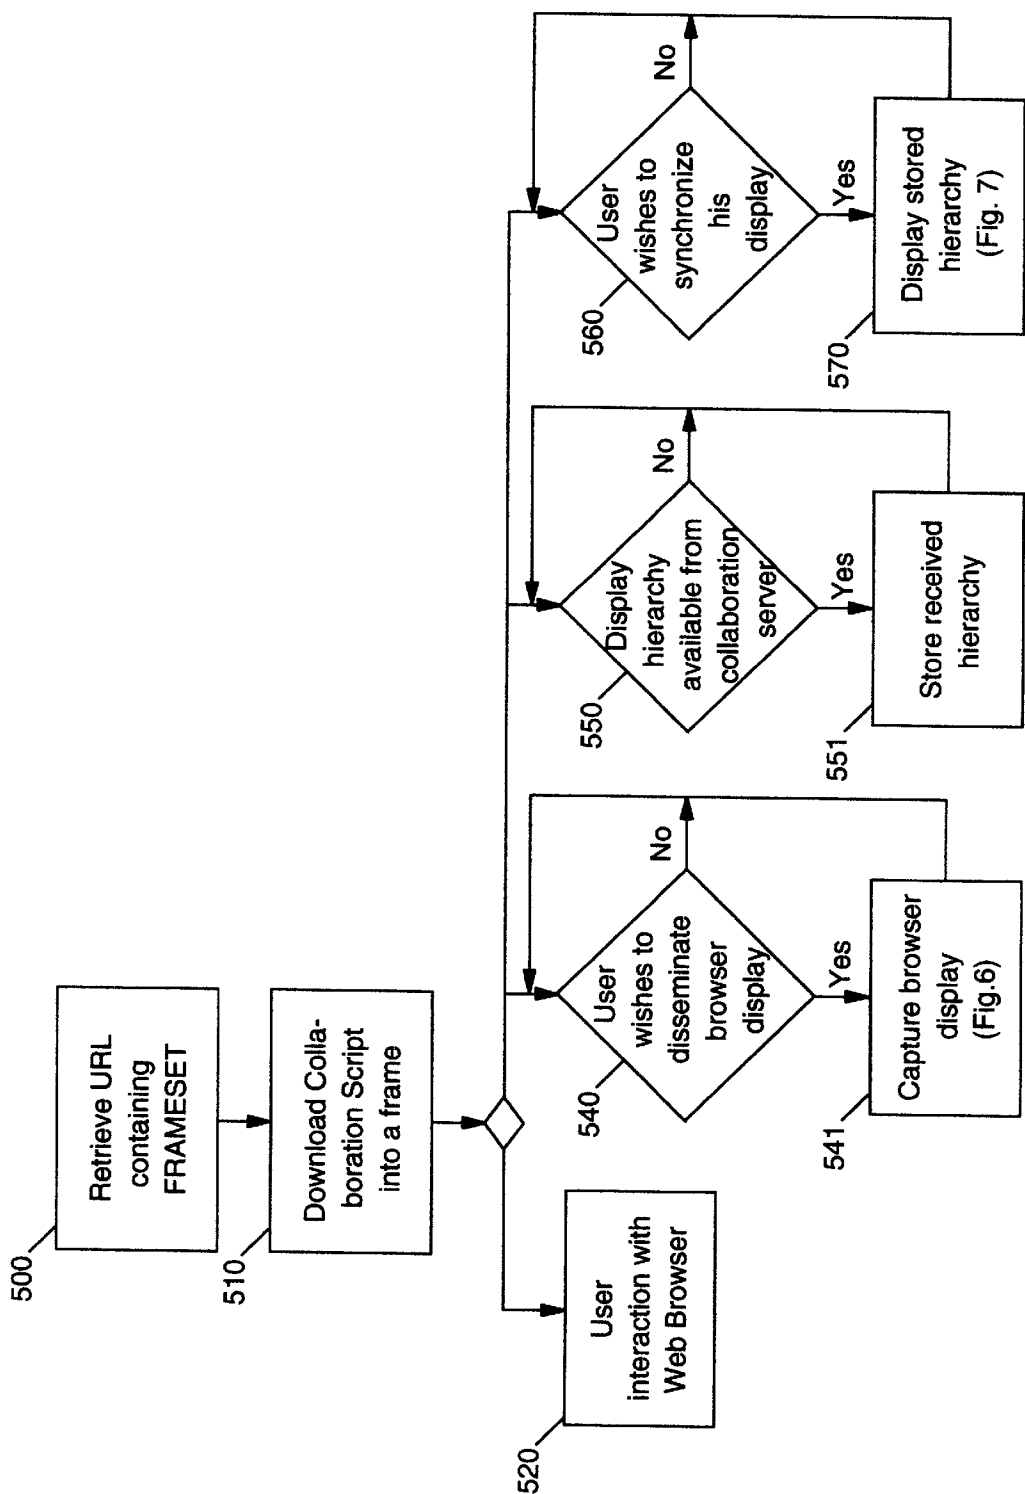 500
Retrieve URL
containing
FRAMESET
510
Download Colla-
boration Script
into a frame
520
User
interaction with
Web Browser
540
User
wishes to
disseminate
browser
display
No
Yes
541
Capture browser
display
(Fig.6)
550
Display
hierarchy
available from
collaboration
server
No
Yes
551
Store received
hierarchy
560
User
wishes to
synchronize
his
display
No
Yes
570
Display stored
hierarchy
(Fig. 7)